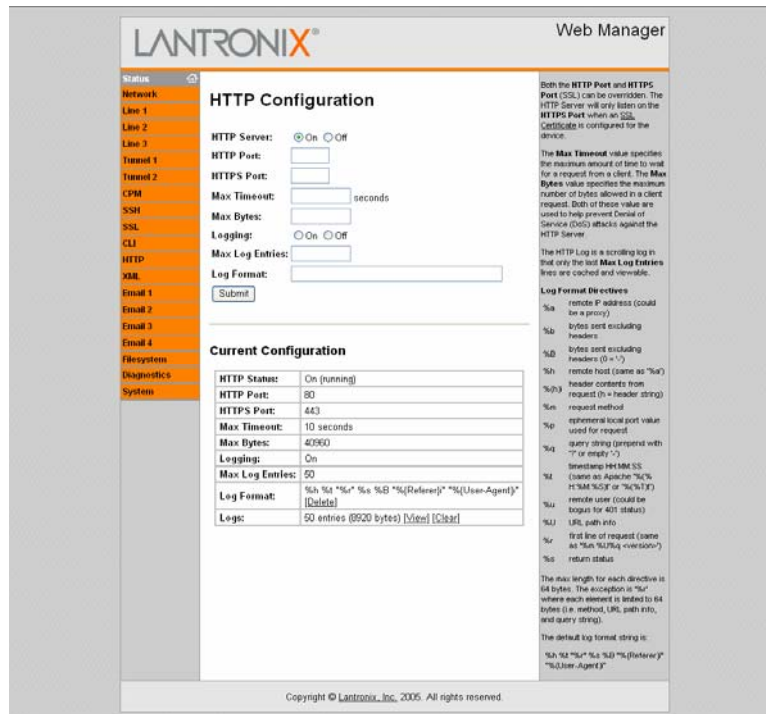 LANTRONIX®
Web Manager
Status
Network
Line 1
Line 2
Line 3
Tunnel 1
Tunnel 2
CPM
SSH
SSL
CLI
HTTP
XML
Email 1
Email 2
Email 3
Email 4
Filesystem
Diagnostics
System
HTTP Configuration
HTTP Server: On Off
HTTP Port:
HTTPS Port:
Max Timeout: seconds
Max Bytes:
Logging: On Off
Max Log Entries:
Log Format:
Submit
Current Configuration
HTTP Status: On (running)
HTTP Port: 80
HTTPS Port: 443
Max Timeout: 10 seconds
Max Bytes: 40960
Logging: On
Max Log Entries: 50
Log Format: %h %t "%r" %s %B "%{Referer}i" "%{User-Agent}i"
[Delete]
Logs: 50 entries (8920 bytes) [View] [Clear]
Both the HTTP Port and HTTPS
Port (SSL) can be overridden. The
HTTP Server will only listen on the
HTTPS Port when an SSL
Certificate is configured for the
device.
The Max Timeout value specifies
the maximum amount of time to wait
for a request from a client. The Max
Bytes value specifies the maximum
number of bytes allowed in a client
request. Both of these value are
used to help prevent Denial of
Service (DoS) attacks against the
HTTP Server.
The HTTP Log is a scrolling log in
that only the last Max Log Entries
lines are cached and viewable.
Log Format Directives
%a remote IP address (could
be a proxy)
%b bytes sent excluding
headers
%B bytes sent excluding
headers (0 = '-')
%h remote host (same as '%a')
%{h}i header contents from
request (h = header string)
%m request method
%p ephemeral local port value
used for request
%q query string (prepend with
'?' or empty '-')
%t timestamp HH:MM:SS
(same as Apache '%{%
H:%M:%S}t' or '%{%T}t')
%u remote user (could be
bogus for 401 status)
%U URL path info
%r first line of request (same
as '%m %U%q <version>')
%s return status
The max length for each directive is
64 bytes. The exception is '%r'
where each element is limited to 64
bytes (i.e. method, URL path info,
and query string).
The default log format string is:
%h %t "%r" %s %B "%{Referer}i"
"%{User-Agent}i"
Copyright © Lantronix, Inc. 2005. All rights reserved.